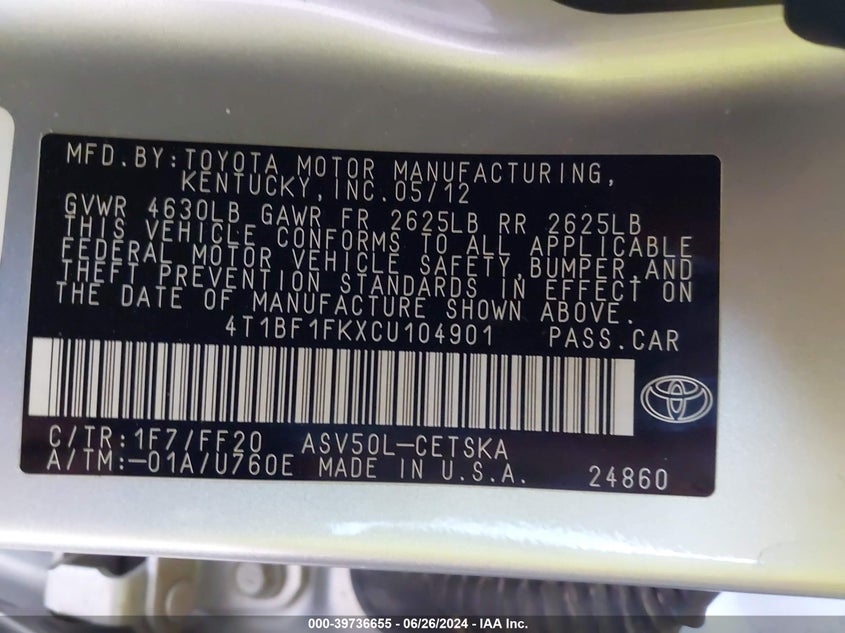 MFD.BY:TOYOTA MOTOR MANUFACTURING,
KENTUCKY,INC.05/12
GVWR 4630LB GAWR FR 2625LB RR 2625LB
THIS VEHICLE CONFORMS TO ALL APPLICABLE
FEDERAL MOTOR VEHICLE SAFETY,BUMPER,AND
THEFT PREVENTION STANDARDS IN EFFECT ON
THE DATE OF MANUFACTURE SHOWN ABOVE.
4T1BF1FKXCU104901 PASS.CAR
C/TR:1F7/FF20 ASV50L-CETSKA
A/TM:-01A/U760E MADE IN U.S.A. 24860
000-39736655 - 06/26/2024 - IAA Inc.